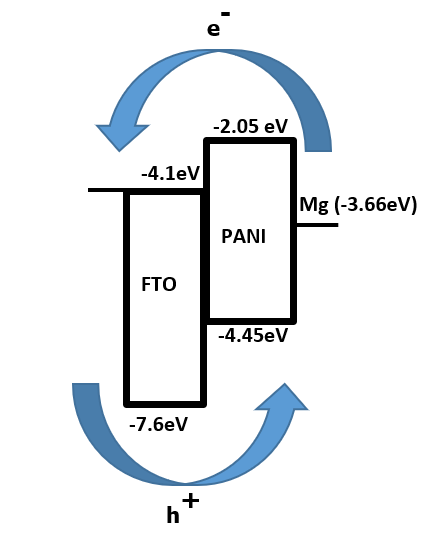 e-
-2.05 eV
-4.1eV
Mg (-3.66eV)
PANI
FTO
-4.45eV
-7.6eV
h+